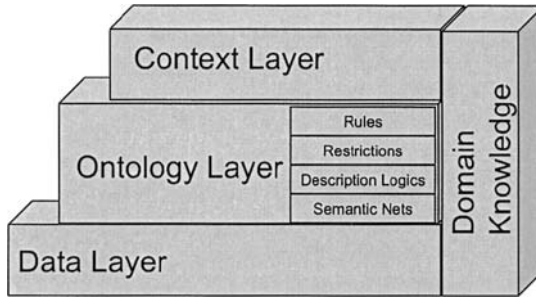 Context Layer
Ontology Layer
Rules
Restrictions
Description Logics
Semantic Nets
Data Layer
Domain
Knowledge